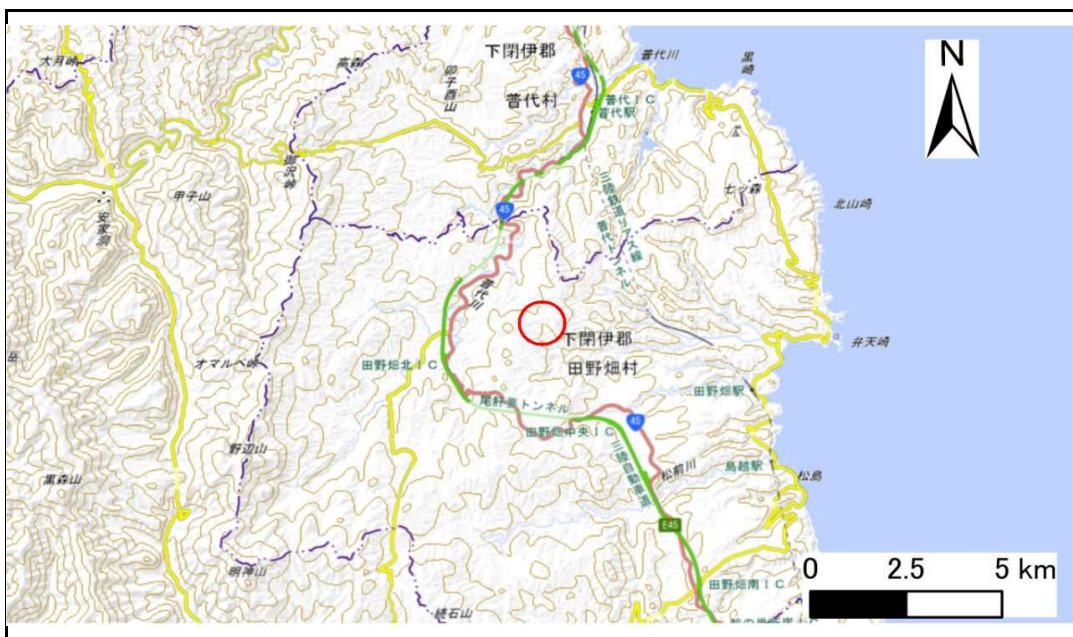 大月峠
高森
卯子酉山
下閉伊郡
普代村
45
普代川
黒崎
普代IC
普代駅
N
御沢峠
甲子山
安家洞
七ッ森
北山崎
三陸鉄道リアス線
普代トンネル
45
普代川
弁天崎
下閉伊郡
田野畑村
オマルペ峠
田野畑北IC
田野畑駅
尾肝要トンネル
45
田野畑中央IC
三陸自動車道
松前川
島越駅
松島
岳
野辺山
黒森山
E45
0 2.5 5 km
明神山
田野畑南IC